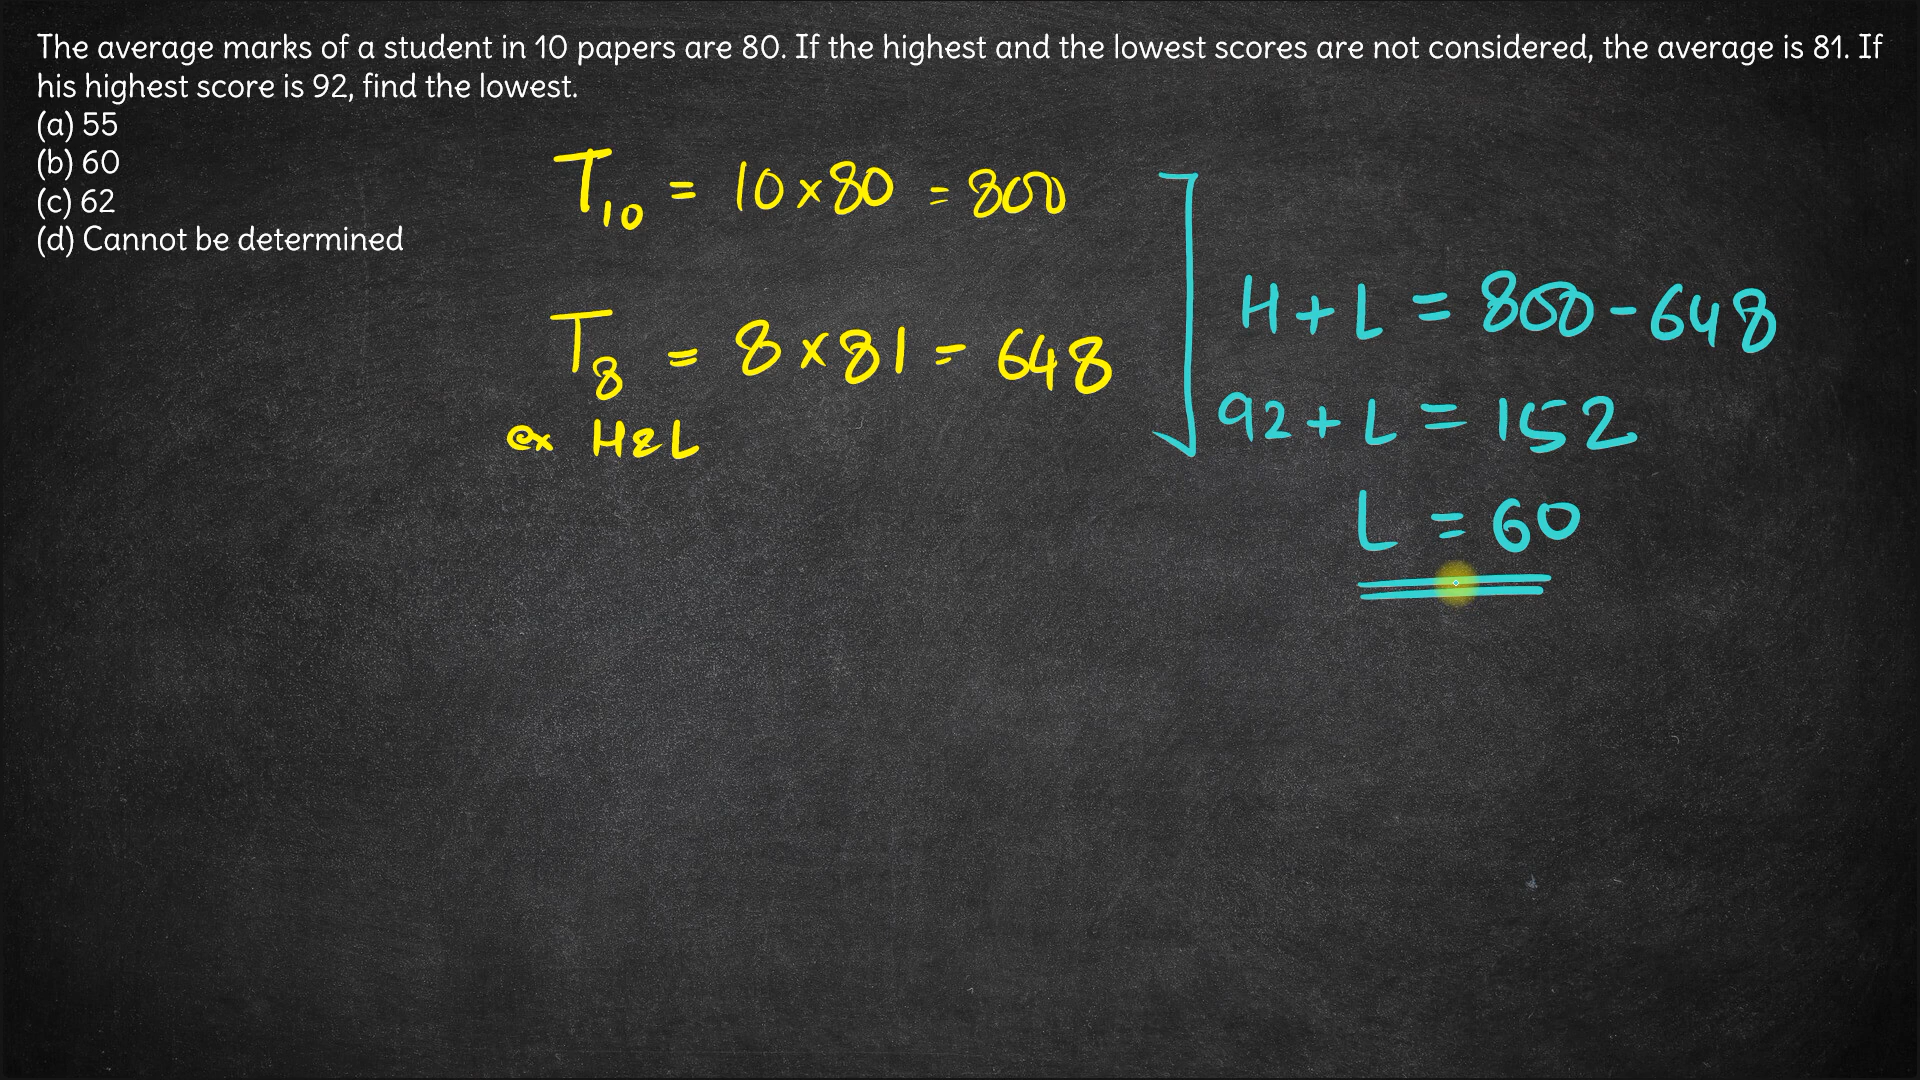 The average marks of a student in 10 papers are 80. If the highest and the lowest scores are not considered, the average is 81. If
his highest score is 92, find the lowest.
(a) 55
(b) 60
(c) 62
(d) Cannot be determined
T10 = 10 x 80 = 800
T8 = 8 x 81 = 648
ex H & L
H + L = 800 - 648
92 + L = 152
L = 60